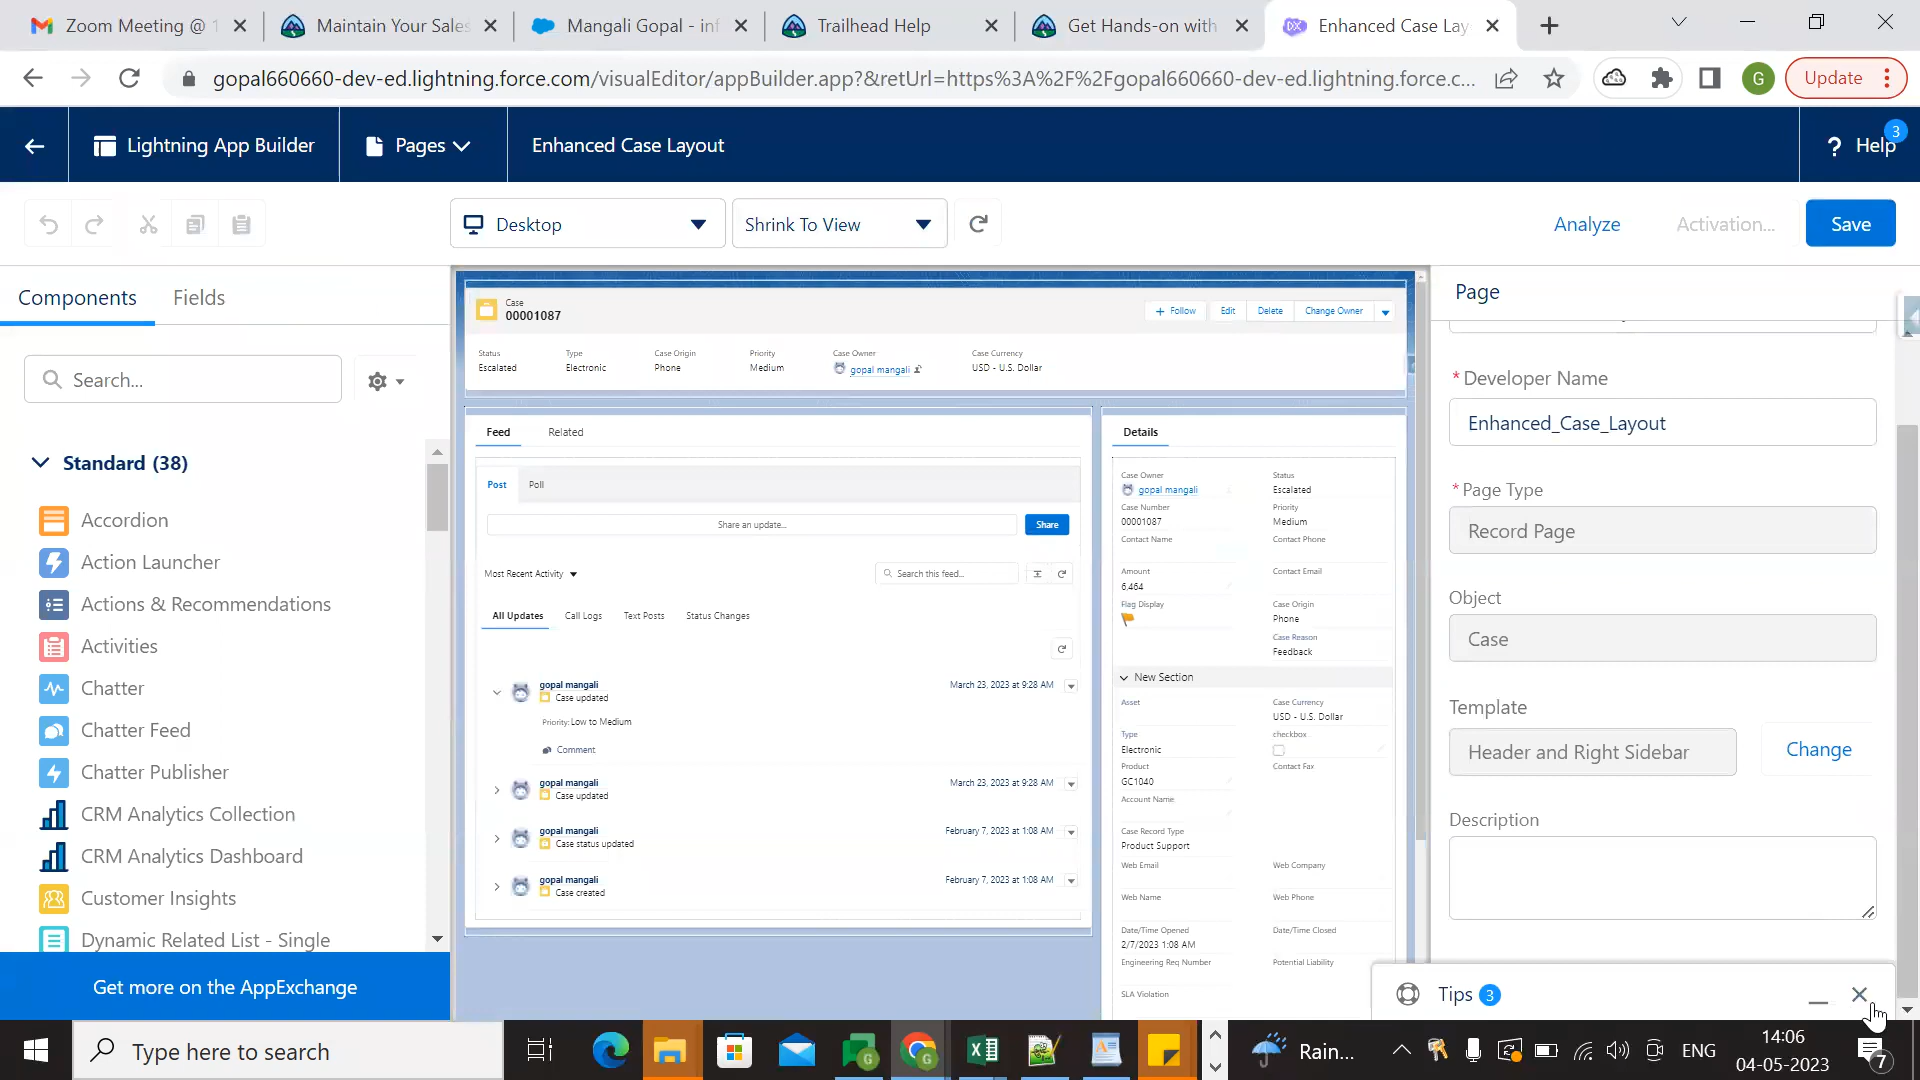 Zoom Meeting @ 1
Maintain Your Sales
Mangali Gopal - inf
Trailhead Help
Get Hands-on with
Enhanced Case Lay
gopal660660-dev-ed.lightning.force.com/visualEditor/appBuilder.app?&retUrl=https%3A%2F%2Fgopal660660-dev-ed.lightning.force.c...
G
Update
Lightning App Builder
Pages
Enhanced Case Layout
? Help
3
Desktop
Shrink To View
Analyze
Activation...
Save
Components
Fields
Search...
Standard (38)
Accordion
Action Launcher
Actions & Recommendations
Activities
Chatter
Chatter Feed
Chatter Publisher
CRM Analytics Collection
CRM Analytics Dashboard
Customer Insights
Dynamic Related List - Single
Get more on the AppExchange
Case
00001087
+ Follow
Edit
Delete
Change Owner
Status
Escalated
Type
Electronic
Case Origin
Phone
Priority
Medium
Case Owner
gopal mangali
Case Currency
USD - U.S. Dollar
Feed
Related
Post
Poll
Share an update...
Share
Most Recent Activity
Search this feed...
All Updates
Call Logs
Text Posts
Status Changes
gopal mangali
Case updated
March 23, 2023 at 9:28 AM
Priority: Low to Medium
Comment
gopal mangali
Case updated
March 23, 2023 at 9:28 AM
gopal mangali
Case status updated
February 7, 2023 at 1:08 AM
gopal mangali
Case created
February 7, 2023 at 1:08 AM
Details
Case Owner
gopal mangali
Status
Escalated
Case Number
00001087
Priority
Medium
Contact Name
Contact Phone
Amount
6,464
Contact Email
Flag Display
Case Origin
Phone
Case Reason
Feedback
New Section
Asset
Case Currency
USD - U.S. Dollar
Type
Electronic
checkbox
Product
GC1040
Contact Fax
Account Name
Case Record Type
Product Support
Web Email
Web Company
Web Name
Web Phone
Date/Time Opened
2/7/2023 1:08 AM
Date/Time Closed
Engineering Req Number
Potential Liability
SLA Violation
Page
*Developer Name
Enhanced_Case_Layout
*Page Type
Record Page
Object
Case
Template
Header and Right Sidebar
Change
Description
Tips 3
Type here to search
Rain...
ENG
14:06
04-05-2023
7